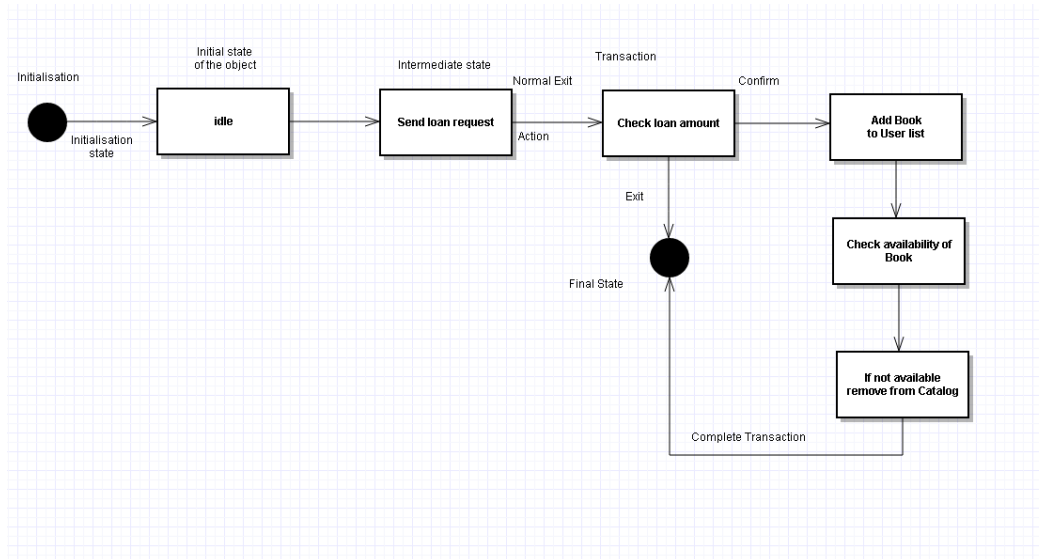 Initialisation
Initialisation
state
Initial state
of the object
idle
Intermediate state
Send loan request
Normal Exit
Action
Transaction
Check loan amount
Confirm
Add Book
to User list
Exit
Final State
Check availability of
Book
If not available
remove from Catalog
Complete Transaction